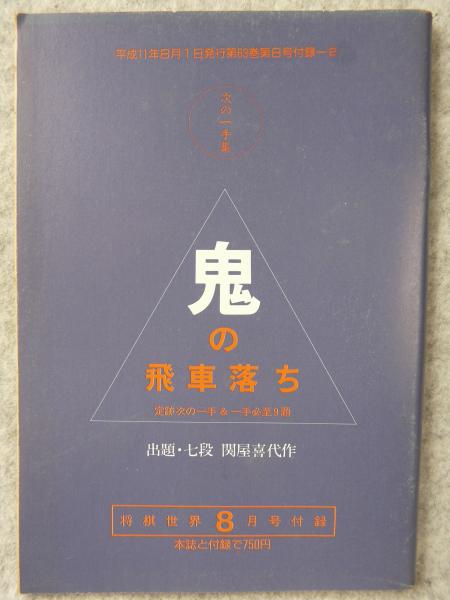 平成11年8月1日発行第63巻第8号付録ー2
次の一手集
鬼
の
飛車落ち
定跡次の一手&一手必至9題
出題・七段 関屋喜代作
将棋世界8月号付録
本誌と付録で750円